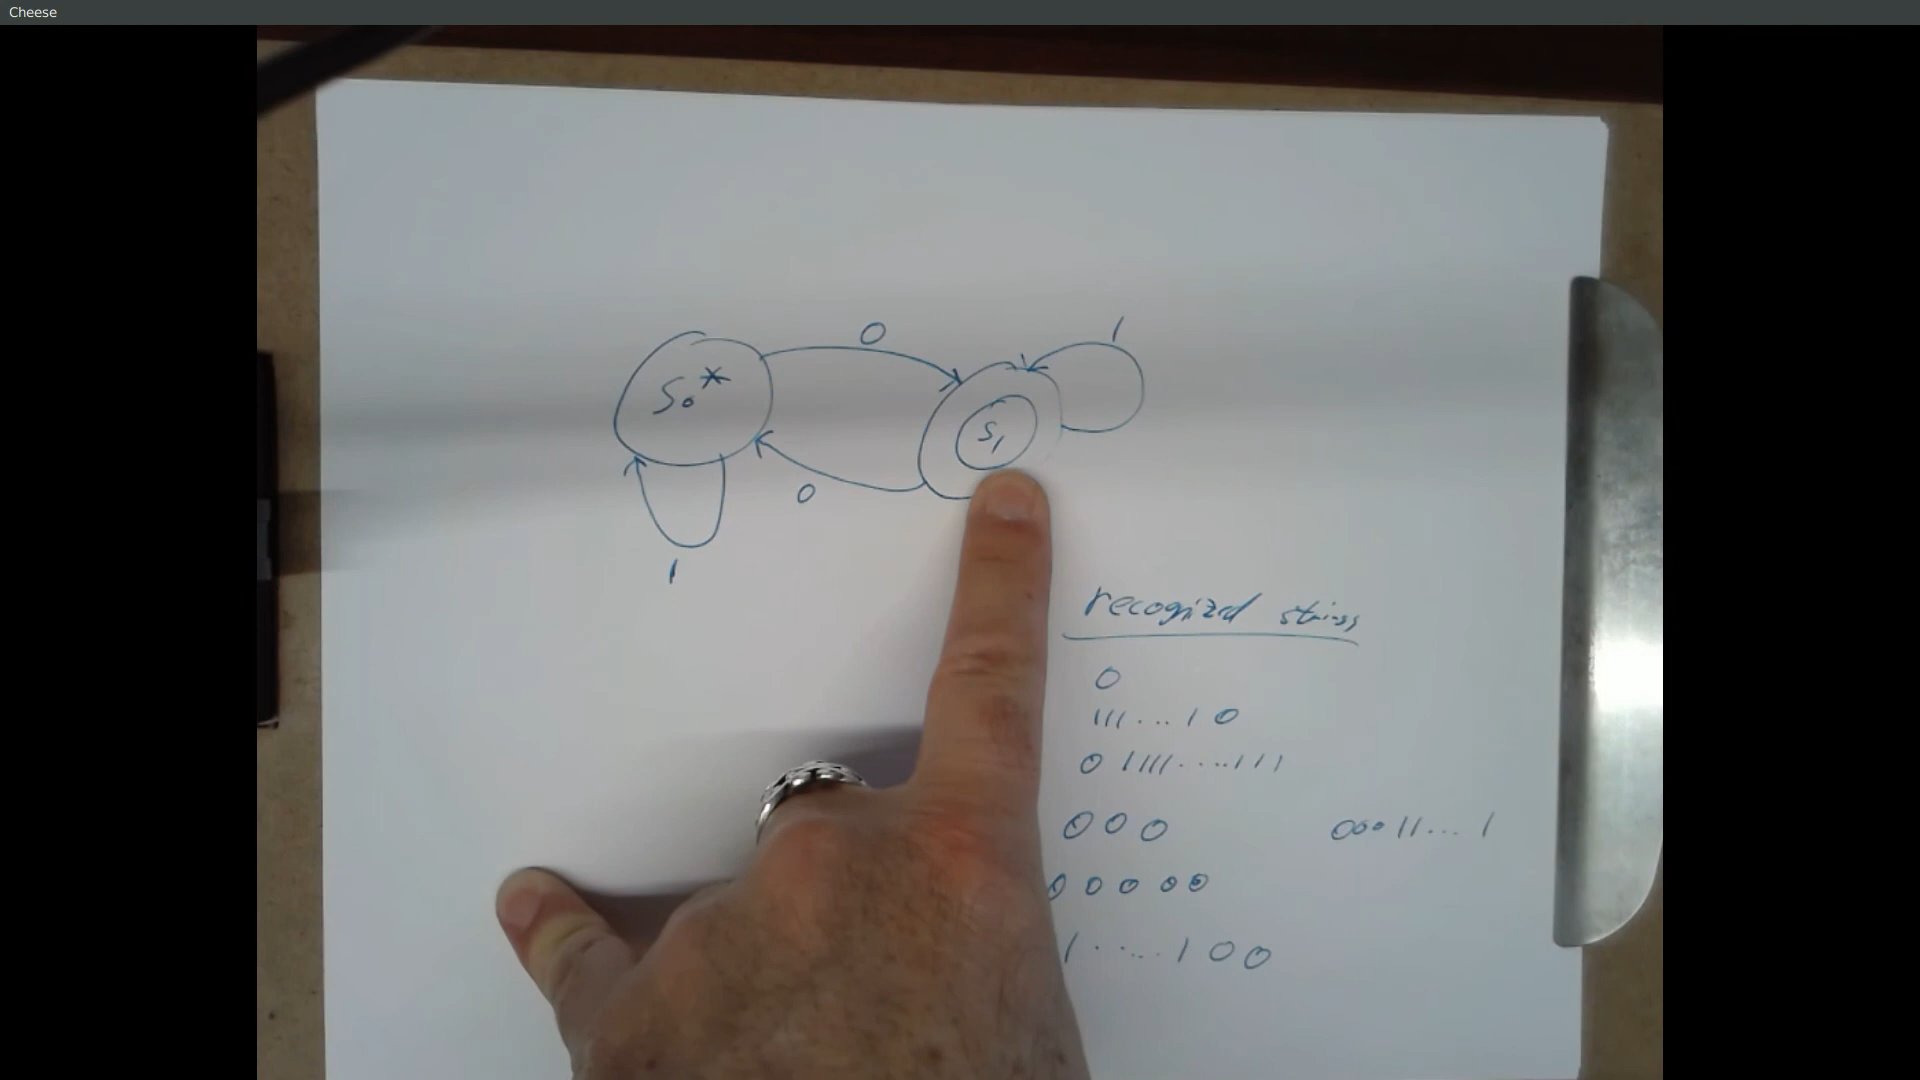 Cheese
0
1
S₀*
S₁
0
1
recognized strings
0
111...10
01111.....111
000 00011...1
00000
1.....100